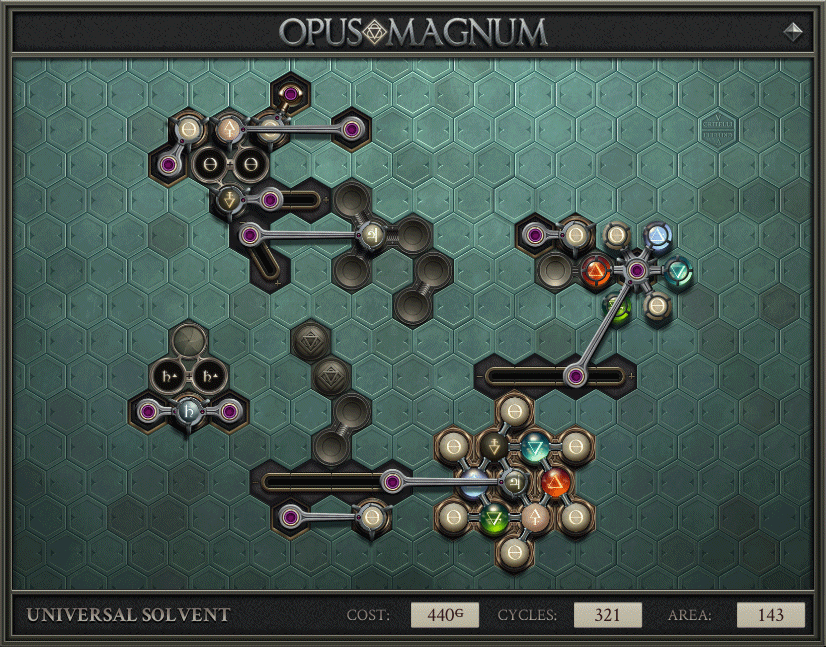 OPUS MAGNUM
UNIVERSAL SOLVENT
COST: 440G
CYCLES: 321
AREA: 143